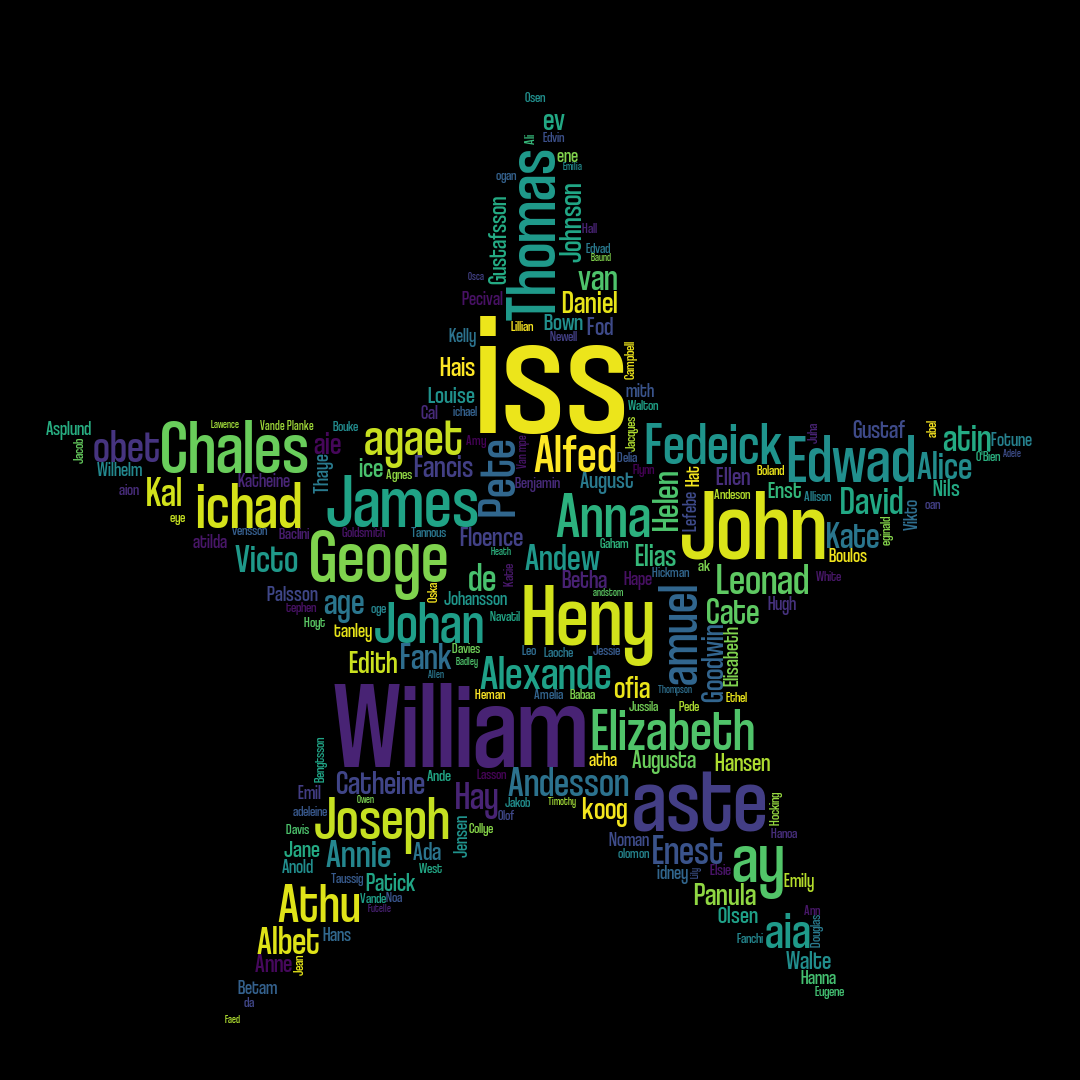 Osen
ev
Ali
Edvin
ene
Emilia
ogan
Thomas
Johnson
Gustafsson
Hall
Edvad
Baund
Osca
van
Pecival
Daniel
Lillian
Bown
Fod
Kelly
Newell
iss
Campbell
Hais
mith
Louise
Walton
Cal
ichael
Jacques
Asplund
Jacob
obet
Chales
Lawence
Vande Planke
Bouke
aie
agaet
Amy
Pete
Van mpe
Alfed
Delia
Flynn
Fedeick
Hat
Edwad
Juha
Gustaf
abel
atin
Fotune
O'Bien
Adele
Wilhelm
Katheine
Thaye
ice
Agnes
Fancis
Benjamin
August
Helen
Lefebe
Ellen
Boland
Enst
Allison
Alice
Nils
aion
Kal
ichad
James
Anna
Andeson
John
David
Vikto
oan
eye
Svensson
Baclini
Goldsmith
Tannous
Floence
Heath
Gaham
eginald
Kate
Boulos
atilda
Victo
Geoge
de
Katie
Andew
Elias
ak
Hickman
Leonad
White
Palsson
tephen
age
oge
Oska
Johansson
Betha
Hape
andstom
Cate
Hugh
Hoyt
tanley
Johan
Navatil
Heny
amuel
Goodwin
Elisabeth
Edith
Fank
Davies
Badley
Allen
Leo
Laoche
Jessie
Alexande
Heman
Amelia
Babaa
ofia
Thompson
Jussila
Pede
Ethel
William
Elizabeth
Bengtsson
atha
Augusta
Hansen
Emil
Catheine
Ande
Lasson
Andesson
aste
Hocking
adeleine
Owen
Hay
Jakob
Timothy
koog
Davis
Joseph
Jensen
Collye
Olof
Noman
Enest
Hanoa
Jane
Annie
Ada
olomon
ay
Anold
Taussig
Patick
West
idney
Lily
Elsie
Emily
Athu
Vande
Noa
Futelle
Panula
Albet
Hans
Olsen
Ann
Douglas
Fanchi
aia
Anne
Jean
Walte
Betam
Hanna
da
Eugene
Faed